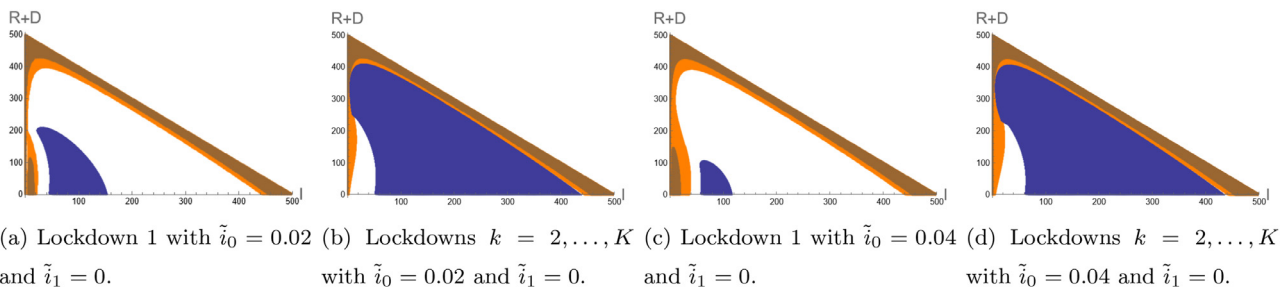 R+D R+D R+D R+D
500 500 500 500
400 400 400 400
300 300 300 300
200 200 200 200
100 100 100 100
0 0 0 0
100 200 300 400 500 I 100 200 300 400 500 I 100 200 300 400 500 I 100 200 300 400 500 I
(a) Lockdown 1 with ĩ₀ = 0.02 (b) Lockdowns k = 2, . . . , K (c) Lockdown 1 with ĩ₀ = 0.04 (d) Lockdowns k = 2, . . . , K
and ĩ₁ = 0. with ĩ₀ = 0.02 and ĩ₁ = 0. and ĩ₁ = 0. with ĩ₀ = 0.04 and ĩ₁ = 0.